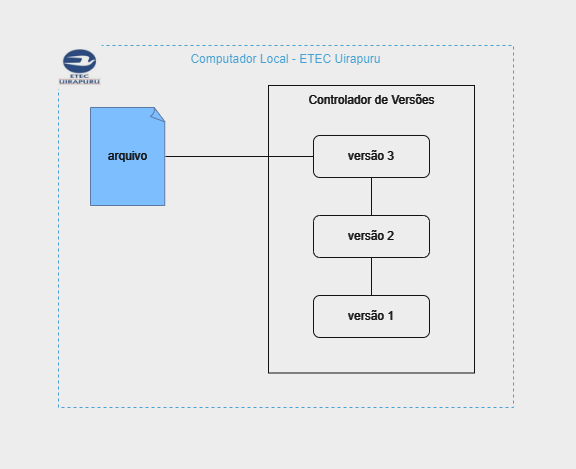 Computador Local - ETEC Uirapuru
ETEC
UIRAPURU
Controlador de Versões
arquivo
versão 3
versão 2
versão 1